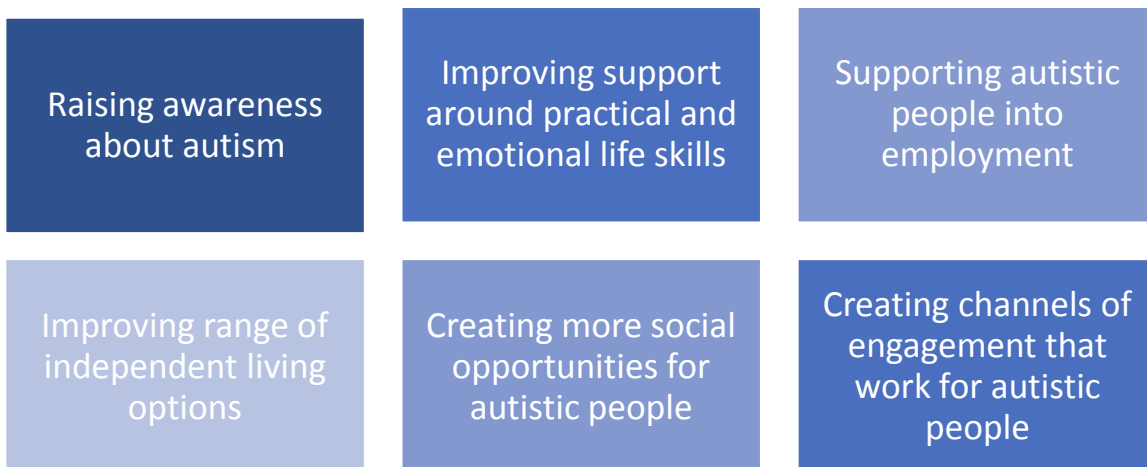 Raising awareness
about autism
Improving support
around practical and
emotional life skills
Supporting autistic
people into
employment
Improving range of
independent living
options
Creating more social
opportunities for
autistic people
Creating channels of
engagement that
work for autistic
people